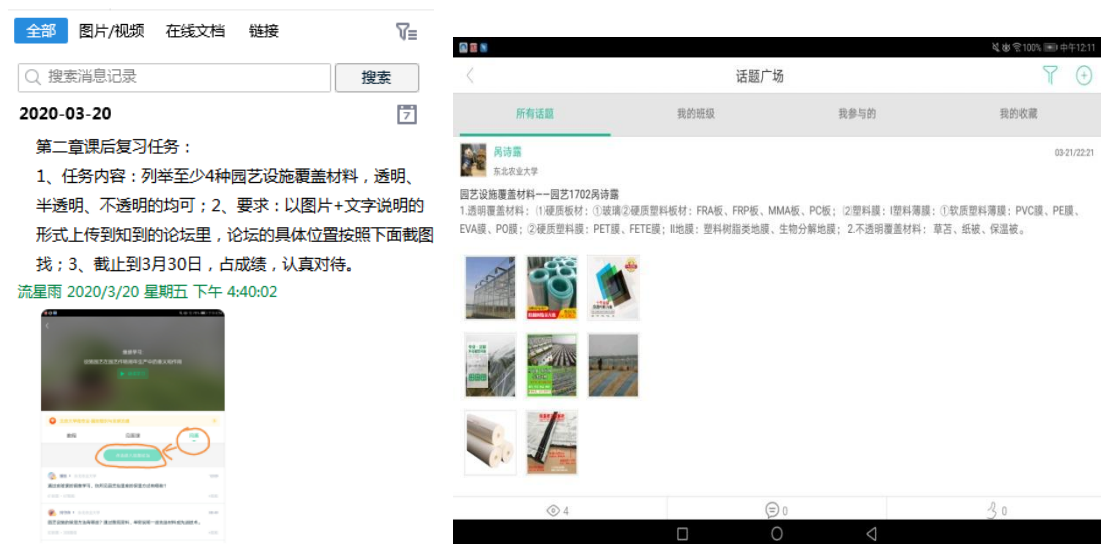 全部 图片/视频 在线文档 链接
搜索消息记录 搜索
2020-03-20
7
第二章课后复习任务：
1、任务内容：列举至少4种园艺设施覆盖材料，透明、
半透明、不透明的均可；2、要求：以图片+文字说明的
形式上传到知到的论坛里，论坛的具体位置按照下面截图
找；3、截止到3月30日，占成绩，认真对待。
流星雨 2020/3/20 星期五 下午 4:40:02
100% 中午12:11
话题广场
所有话题 我的班级 我参与的 我的收藏
呙诗露 03-21/22:21
东北农业大学
园艺设施覆盖材料——园艺1702呙诗露
1.透明覆盖材料： ⑴硬质板材：①玻璃②硬质塑料板材：FRA板、FRP板、MMA板、PC板； ⑵塑料膜：Ⅰ塑料薄膜：①软质塑料薄膜：PVC膜、PE膜、
EVA膜、PO膜；②硬质塑料膜：PET膜、FETE膜；Ⅱ地膜：塑料树脂类地膜、生物分解地膜； 2.不透明覆盖材料： 草苫、纸被、保温被。
4 0 0